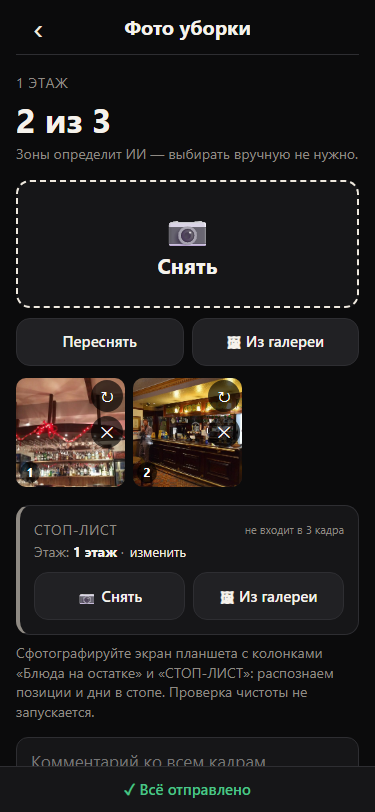 Фото уборки
1 ЭТАЖ
2 из 3
Зоны определит ИИ — выбирать вручную не нужно.
Снять
Переснять
Из галереи
1
2
СТОП-ЛИСТ
не входит в 3 кадра
Этаж: 1 этаж · изменить
Снять
Из галереи
Сфотографируйте экран планшета с колонками
«Блюда на остатке» и «СТОП-ЛИСТ»: распознаем
позиции и дни в стопе. Проверка чистоты не
запускается.
Комментарий ко всем кадрам
✓ Всё отправлено